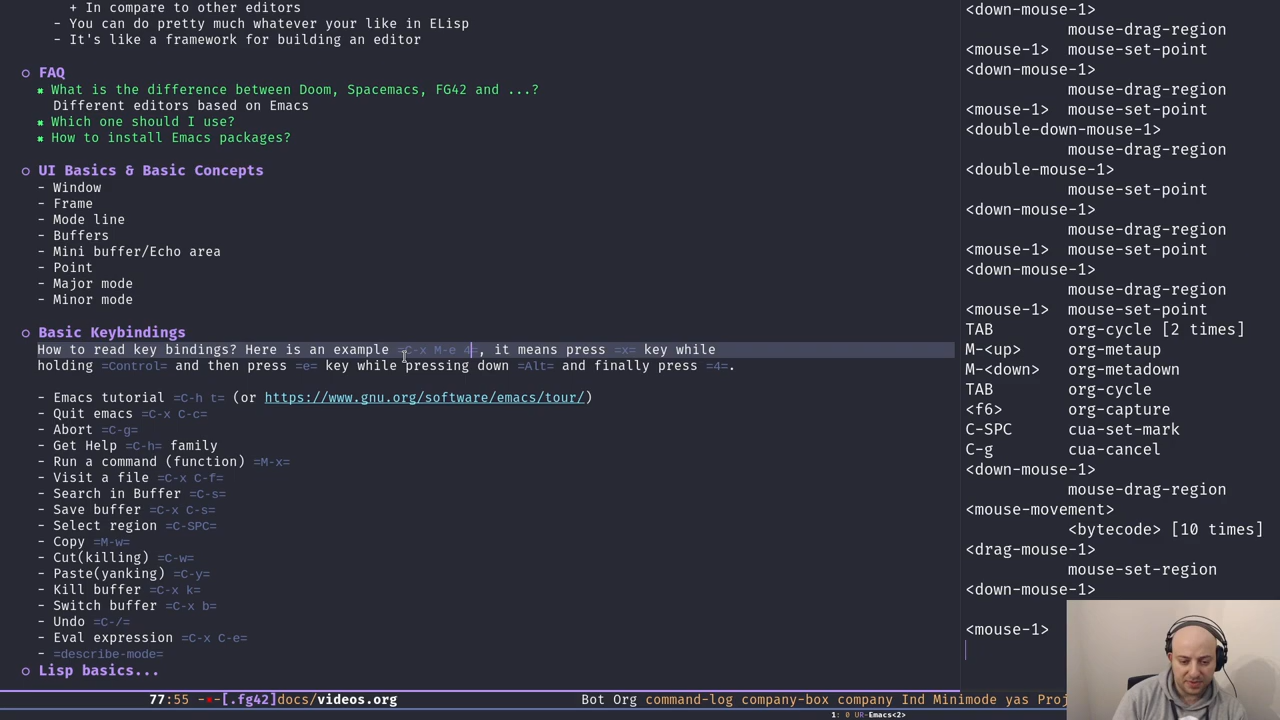 + In compare to other editors
- You can do pretty much whatever your like in ELisp
- It's like a framework for building an editor
○ FAQ
✖ What is the difference between Doom, Spacemacs, FG42 and ...?
Different editors based on Emacs
✖ Which one should I use?
✖ How to install Emacs packages?
○ UI Basics & Basic Concepts
- Window
- Frame
- Mode line
- Buffers
- Mini buffer/Echo area
- Point
- Major mode
- Minor mode
○ Basic Keybindings
How to read key bindings? Here is an example =C-x M-e 4=, it means press =x= key while
holding =Control= and then press =e= key while pressing down =Alt= and finally press =4=.
- Emacs tutorial =C-h t= (or https://www.gnu.org/software/emacs/tour/)
- Quit emacs =C-x C-c=
- Abort =C-g=
- Get Help =C-h= family
- Run a command (function) =M-x=
- Visit a file =C-x C-f=
- Search in Buffer =C-s=
- Save buffer =C-x C-s=
- Select region =C-SPC=
- Copy =M-w=
- Cut(killing) =C-w=
- Paste(yanking) =C-y=
- Kill buffer =C-x k=
- Switch buffer =C-x b=
- Undo =C-/=
- Eval expression =C-x C-e=
- =describe-mode=
○ Lisp basics...
77:55 -*-[.fg42]docs/videos.org Bot Org command-log company-box company Ind Minimode yas Proj
1: 0 UR-Emacs<2>
<down-mouse-1>
mouse-drag-region
<mouse-1> mouse-set-point
<down-mouse-1>
mouse-drag-region
<mouse-1> mouse-set-point
<double-down-mouse-1>
mouse-drag-region
<double-mouse-1>
mouse-set-point
<down-mouse-1>
mouse-drag-region
<mouse-1> mouse-set-point
<down-mouse-1>
mouse-drag-region
<mouse-1> mouse-set-point
TAB org-cycle [2 times]
M-<up> org-metaup
M-<down> org-metadown
TAB org-cycle
<f6> org-capture
C-SPC cua-set-mark
C-g cua-cancel
<down-mouse-1>
mouse-drag-region
<mouse-movement>
<bytecode> [10 times]
<drag-mouse-1>
mouse-set-region
<down-mouse-1>
<mouse-1>